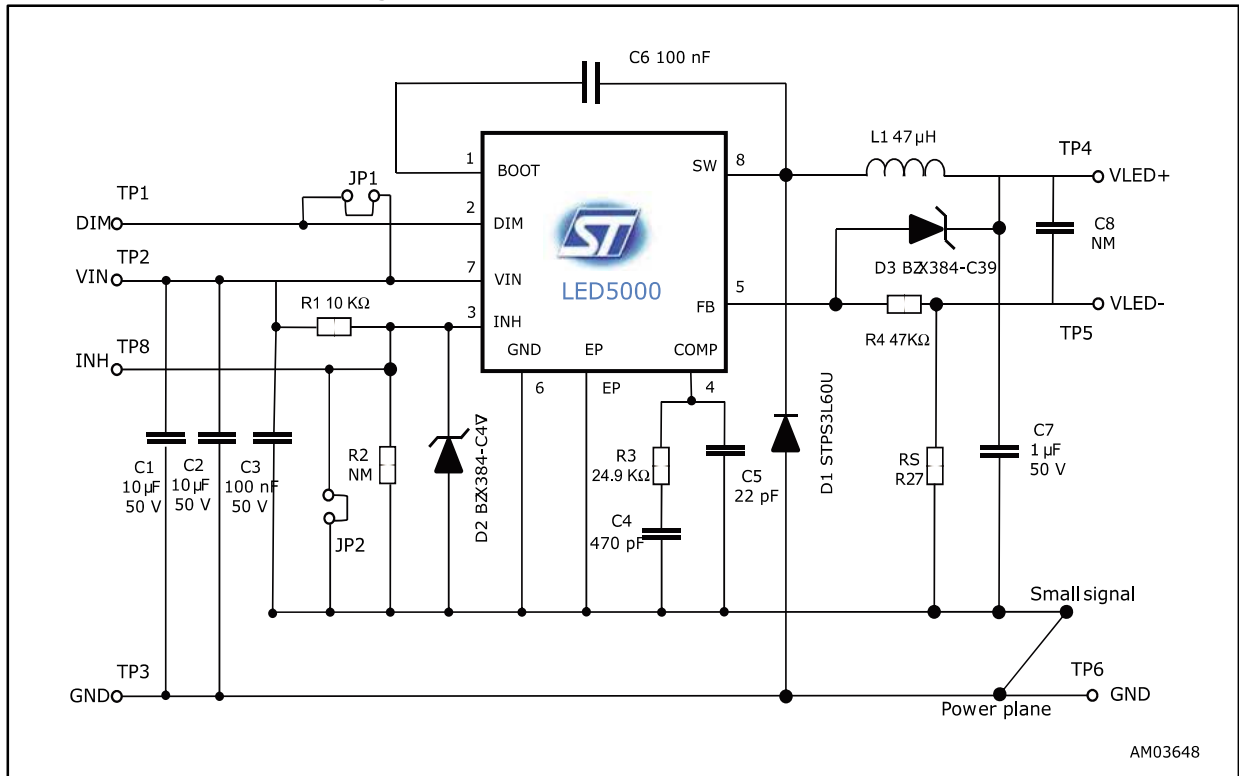 C6 100 nF
L1 47 µH
TP4
VLED+
1
BOOT
SW
8
TP1
JP1
DIM
2
DIM
ST
LED5000
C8
NM
D3 BZX384-C39
TP2
VIN
7
VIN
5
FB
VLED-
TP5
R1 10 KΩ
3
INH
R4 47KΩ
TP8
INH
GND
EP
COMP
6
EP
4
C1
10 µF
50 V
C2
10 µF
50 V
C3
100 nF
50 V
R2
NM
JP2
D2 BZX384-C4V
R3
24.9 KΩ
C4
470 pF
C5
22 pF
D1 STPS3L60U
RS
R27
C7
1 µF
50 V
Small signal
TP3
GND
TP6
GND
Power plane
AM03648